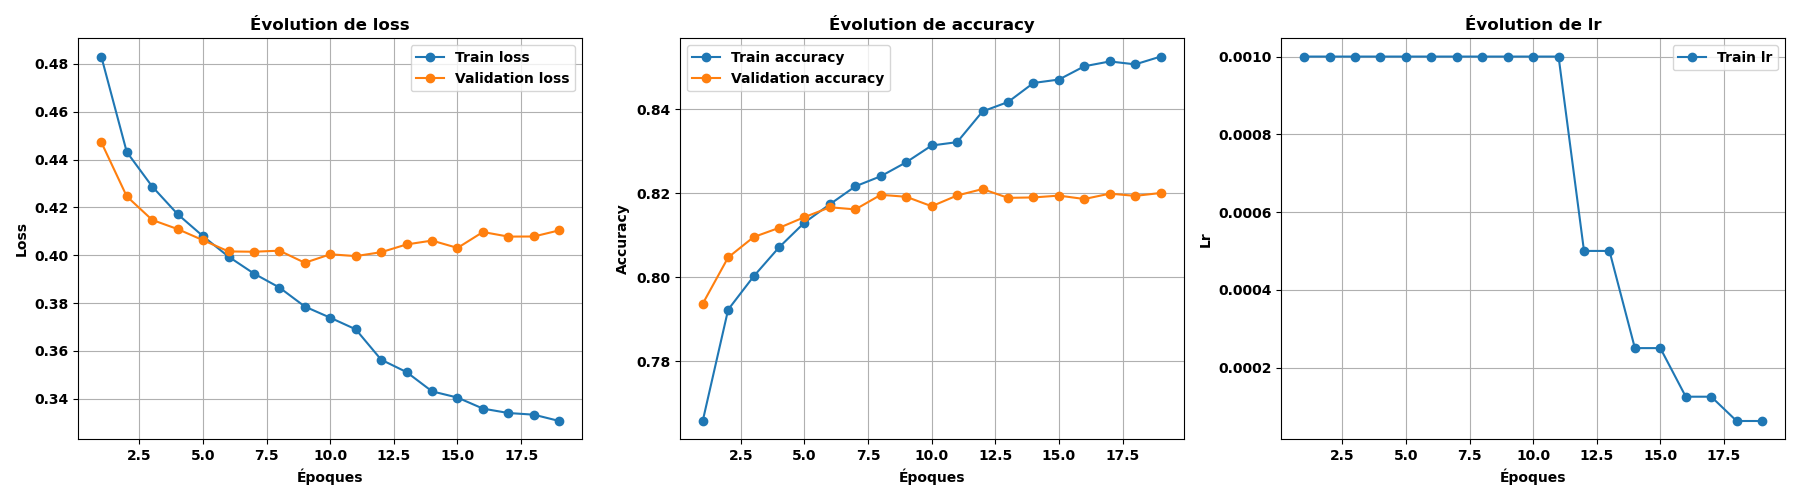 Évolution de loss
Train loss
Validation loss
0.48
0.46
0.44
0.42
0.40
0.38
0.36
0.34
Loss
2.5 5.0 7.5 10.0 12.5 15.0 17.5
Époques
Évolution de accuracy
Train accuracy
Validation accuracy
0.84
0.82
0.80
0.78
Accuracy
2.5 5.0 7.5 10.0 12.5 15.0 17.5
Époques
Évolution de lr
Train lr
0.0010
0.0008
0.0006
0.0004
0.0002
Lr
2.5 5.0 7.5 10.0 12.5 15.0 17.5
Époques